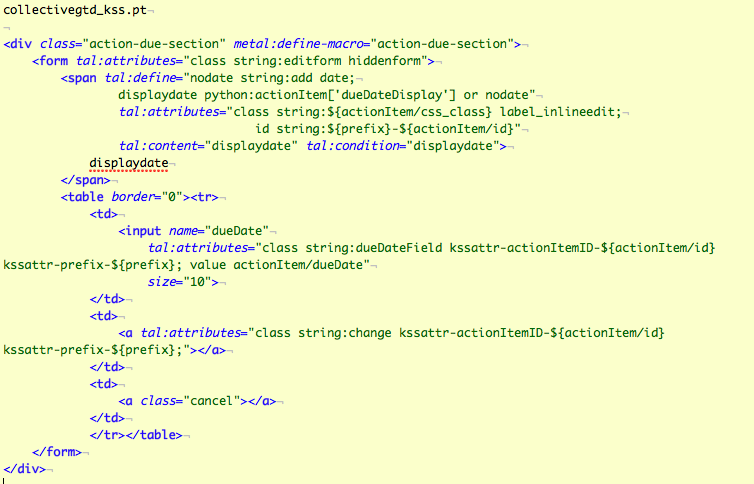 collectivegtd_kss.pt¬
¬
<div class="action-due-section" metal:define-macro="action-due-section">¬
<form tal:attributes="class string:editform hiddenform">¬
<span tal:define="nodate string:add date;¬
displaydate python:actionItem['dueDateDisplay'] or nodate"¬
tal:attributes="class string:${actionItem/css_class} label_inlineedit;¬
id string:${prefix}-${actionItem/id}"¬
tal:content="displaydate" tal:condition="displaydate">¬
displaydate¬
</span>¬
<table border="0"><tr>¬
<td>¬
<input name="dueDate"¬
tal:attributes="class string:dueDateField kssattr-actionItemID-${actionItem/id}
kssattr-prefix-${prefix}; value actionItem/dueDate"¬
size="10">¬
</td>¬
<td>¬
<a tal:attributes="class string:change kssattr-actionItemID-${actionItem/id}
kssattr-prefix-${prefix};"></a>¬
</td>¬
<td>¬
<a class="cancel"></a>¬
</td>¬
</tr></table>¬
</form>¬
</div>¬